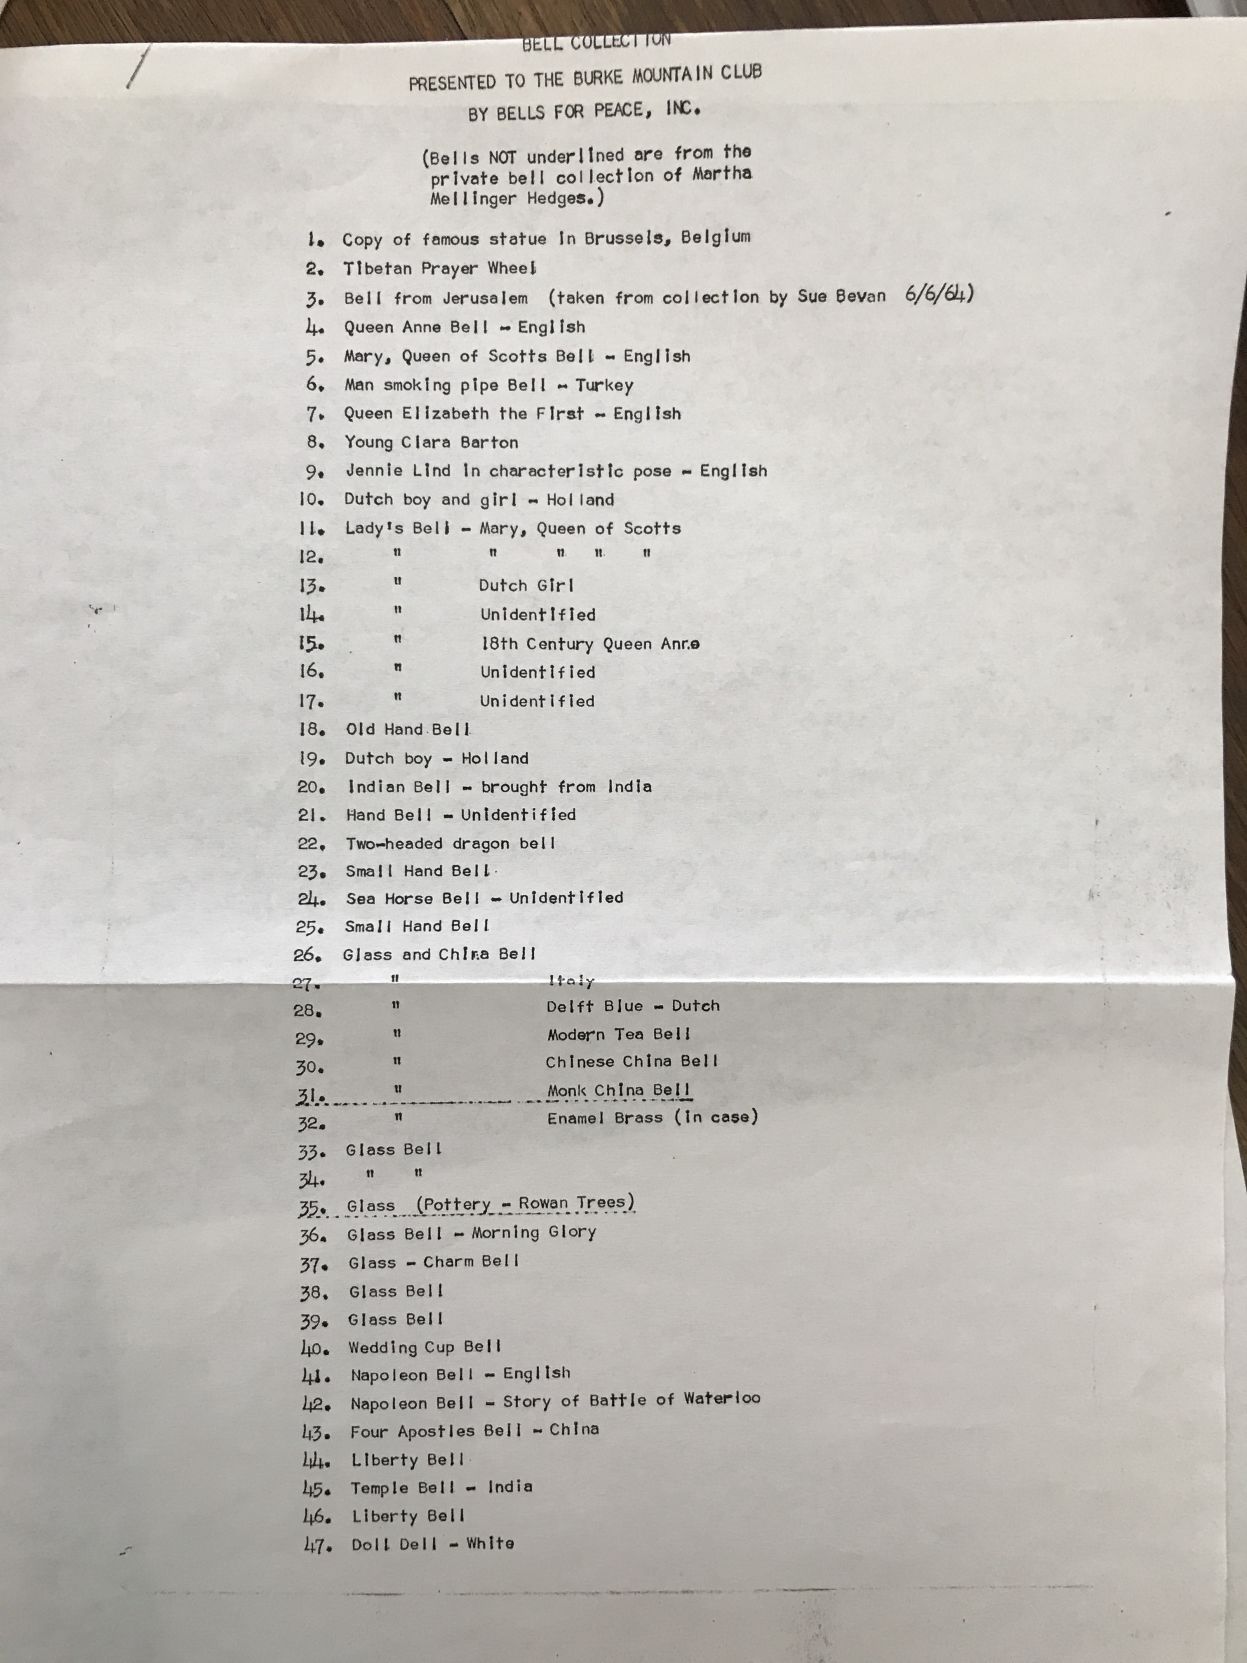 BELL COLLECTION
PRESENTED TO THE BURKE MOUNTAIN CLUB
BY BELLS FOR PEACE, INC.
(Bells NOT underlined are from the
private bell collection of Martha
Mellinger Hedges.)
1. Copy of famous statue in Brussels, Belgium
2. Tibetan Prayer Wheel
3. Bell from Jerusalem (taken from collection by Sue Bevan 6/6/64)
4. Queen Anne Bell - English
5. Mary, Queen of Scotts Bell - English
6. Man smoking pipe Bell - Turkey
7. Queen Elizabeth the First - English
8. Young Clara Barton
9. Jennie Lind in characteristic pose - English
10. Dutch boy and girl - Holland
11. Lady's Bell - Mary, Queen of Scotts
12. " " " " "
13. " Dutch Girl
14. " Unidentified
15. " 18th Century Queen Anne
16. " Unidentified
17. " Unidentified
18. Old Hand Bell
19. Dutch boy - Holland
20. Indian Bell - brought from India
21. Hand Bell - Unidentified
22. Two-headed dragon bell
23. Small Hand Bell
24. Sea Horse Bell - Unidentified
25. Small Hand Bell
26. Glass and China Bell
27. " Italy
28. " Delft Blue - Dutch
29. " Modern Tea Bell
30. " Chinese China Bell
31. " Monk China Bell
32. " Enamel Brass (in case)
33. Glass Bell
34. " "
35. Glass (Pottery - Rowan Trees)
36. Glass Bell - Morning Glory
37. Glass - Charm Bell
38. Glass Bell
39. Glass Bell
40. Wedding Cup Bell
41. Napoleon Bell - English
42. Napoleon Bell - Story of Battle of Waterloo
43. Four Apostles Bell - China
44. Liberty Bell
45. Temple Bell - India
46. Liberty Bell
47. Doll Dell - White